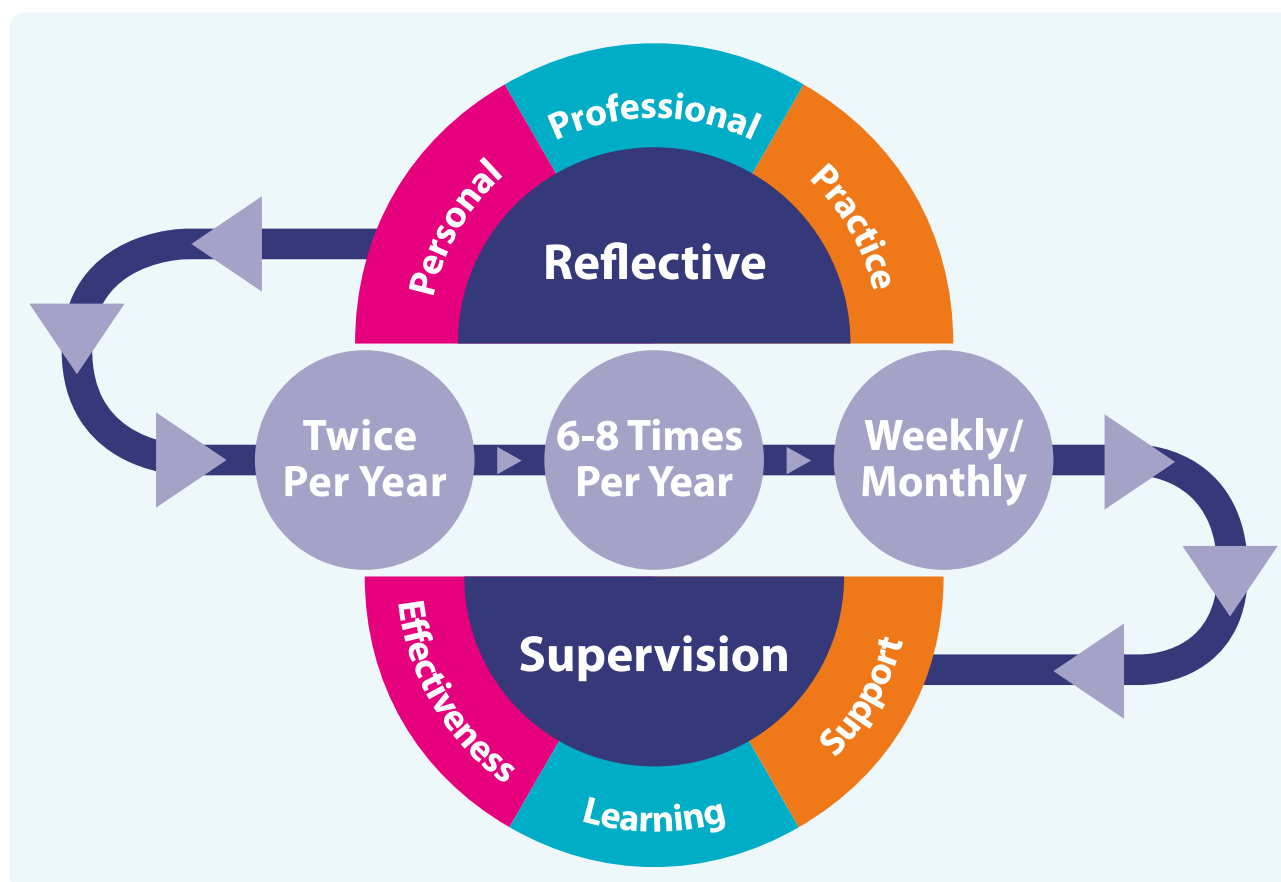 Personal
Professional
Practice
Reflective
Twice
Per Year
6-8 Times
Per Year
Weekly/
Monthly
Supervision
Effectiveness
Learning
Support